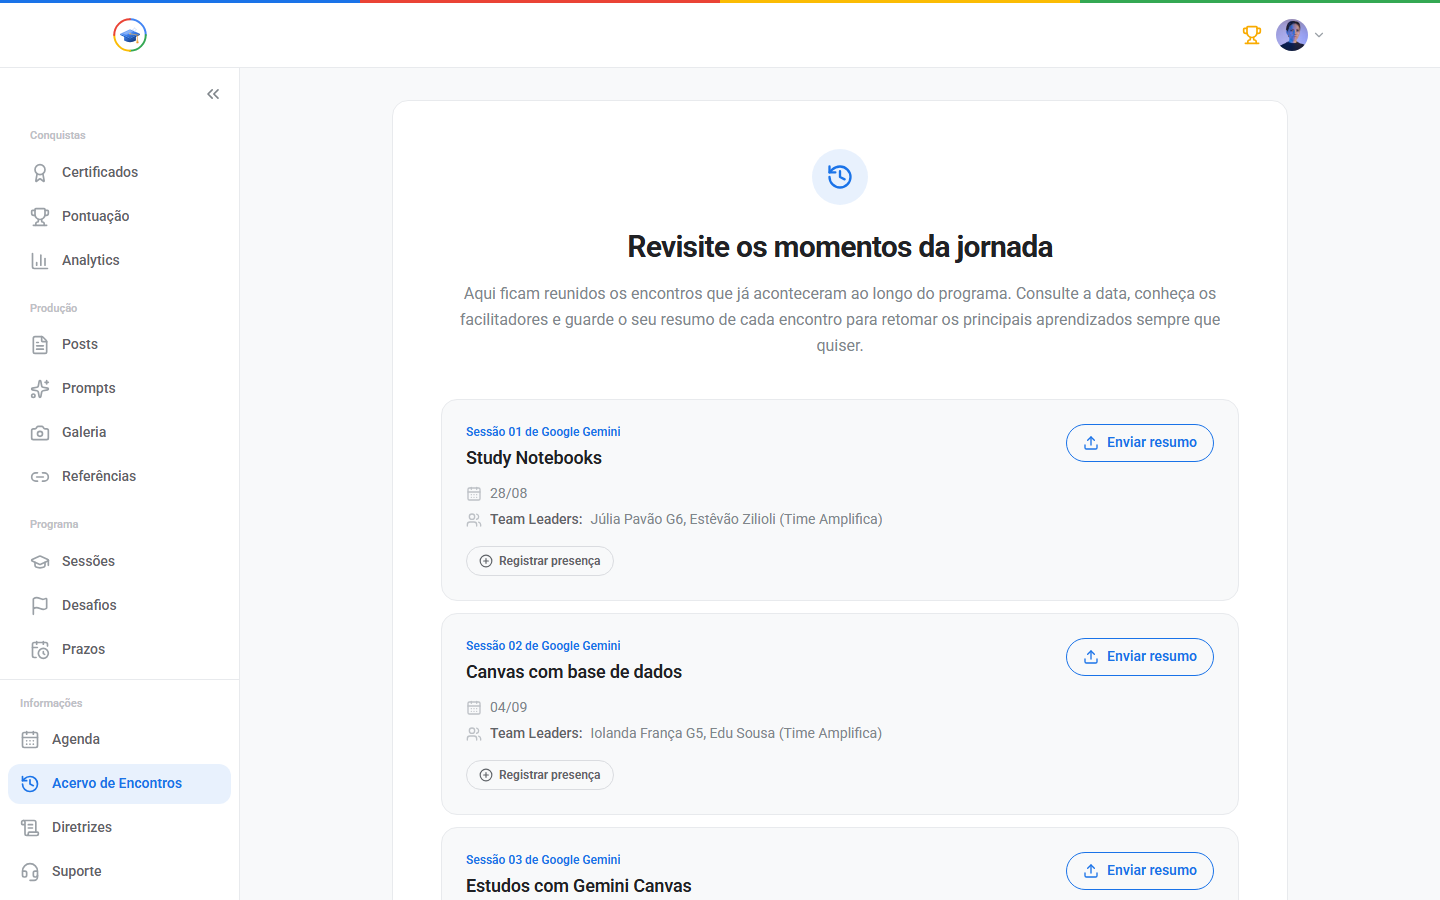 Conquistas
Certificados
Pontuação
Analytics
Produção
Posts
Prompts
Galeria
Referências
Programa
Sessões
Desafios
Prazos
Informações
Agenda
Acervo de Encontros
Diretrizes
Suporte
Revisite os momentos da jornada
Aqui ficam reunidos os encontros que já aconteceram ao longo do programa. Consulte a data, conheça os
facilitadores e guarde o seu resumo de cada encontro para retomar os principais aprendizados sempre que
quiser.
Sessão 01 de Google Gemini
Enviar resumo
Study Notebooks
28/08
Team Leaders: Júlia Pavão G6, Estêvão Zilioli (Time Amplifica)
Registrar presença
Sessão 02 de Google Gemini
Enviar resumo
Canvas com base de dados
04/09
Team Leaders: Iolanda França G5, Edu Sousa (Time Amplifica)
Registrar presença
Sessão 03 de Google Gemini
Enviar resumo
Estudos com Gemini Canvas